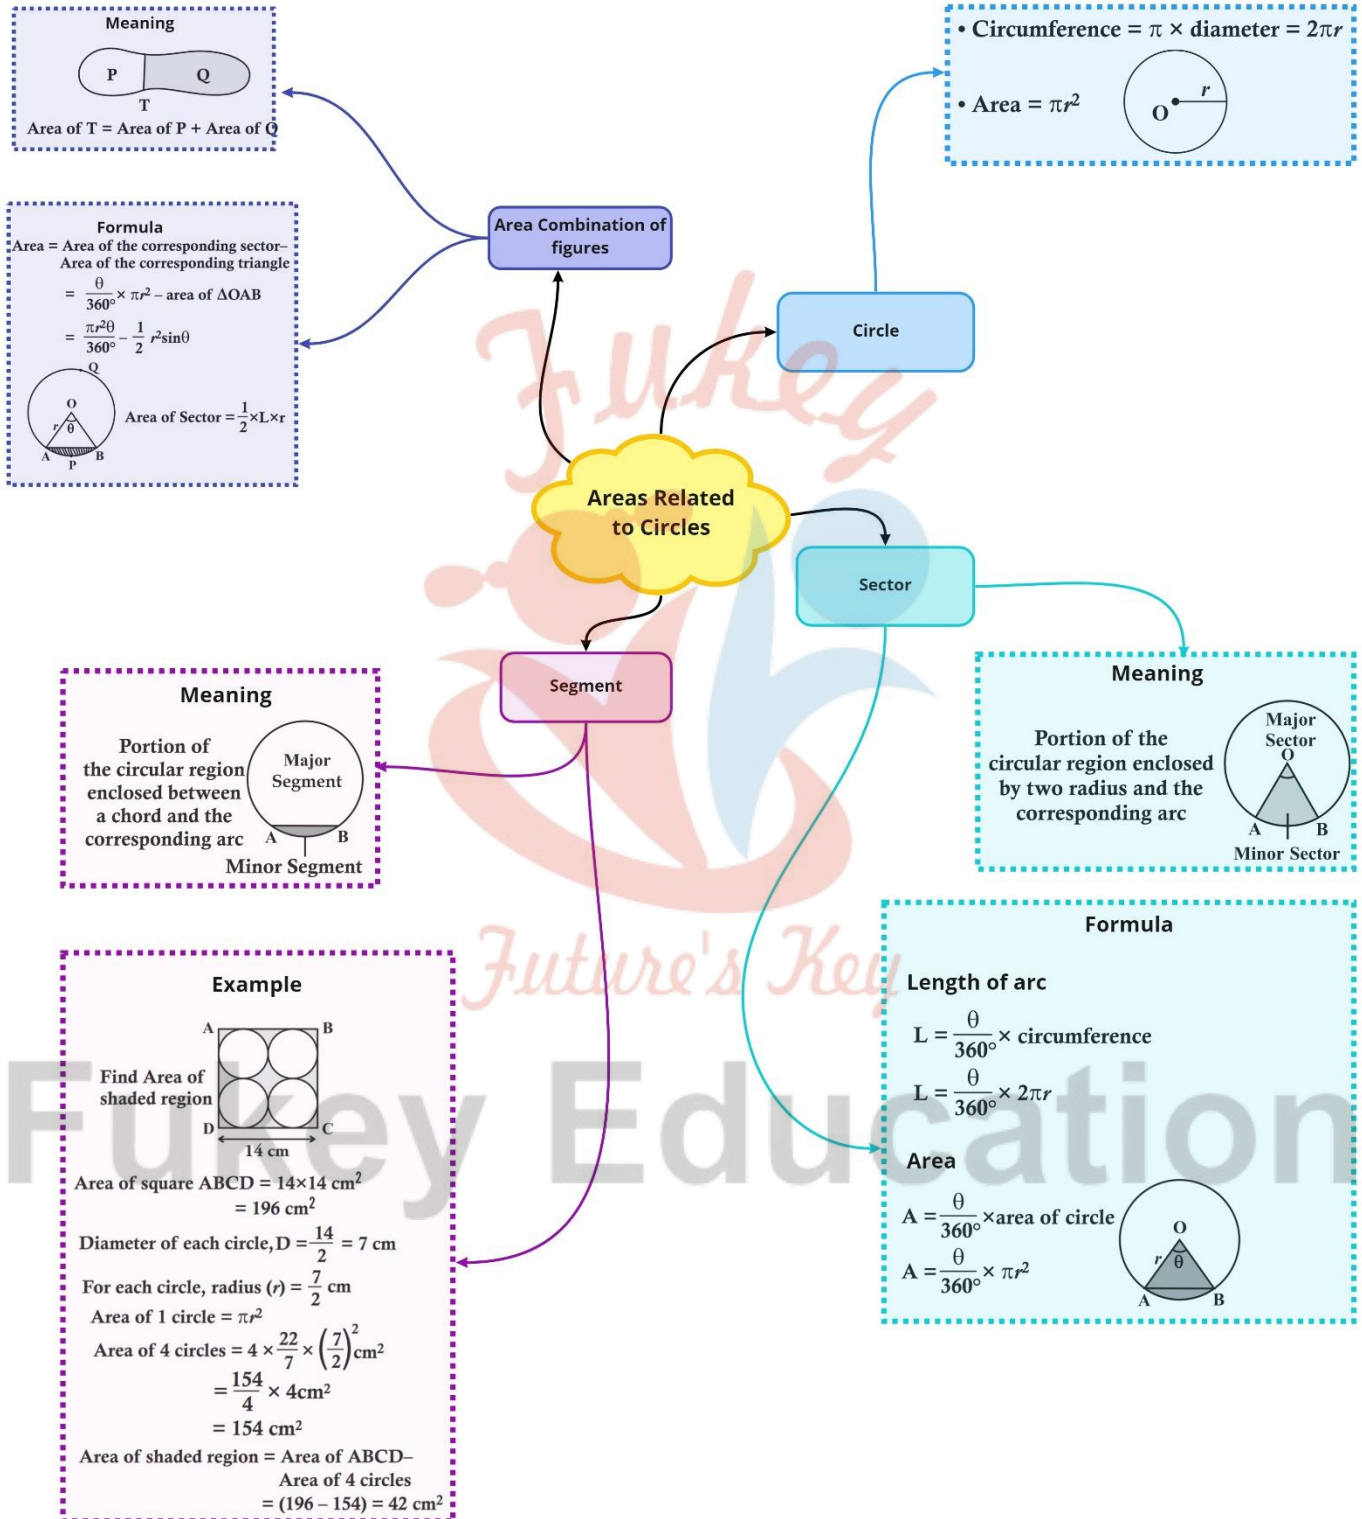 Meaning
P
Q
T
Area of T = Area of P + Area of Q
• Circumference = π × diameter = 2πr
• Area = πr²
O
r
Formula
Area = Area of the corresponding sector–
Area of the corresponding triangle
= θ/360° × πr² – area of ΔOAB
= πr²θ/360° – 1/2 r²sinθ
Q
O
r
θ
A
B
P
Area of Sector = 1/2 ×L×r
Area Combination of
figures
Circle
Fukey
Areas Related
to Circles
Sector
Segment
Meaning
Portion of
the circular region
enclosed between
a chord and the
corresponding arc
Major
Segment
A
B
Minor Segment
Meaning
Portion of the
circular region enclosed
by two radius and the
corresponding arc
Major
Sector
O
A
B
Minor Sector
Future's Key
Fukey Education
Example
Find Area of
shaded region
A
B
D
C
14 cm
Area of square ABCD = 14×14 cm²
= 196 cm²
Diameter of each circle, D = 14/2 = 7 cm
For each circle, radius (r) = 7/2 cm
Area of 1 circle = πr²
Area of 4 circles = 4 × 22/7 × (7/2)² cm²
= 154/4 × 4cm²
= 154 cm²
Area of shaded region = Area of ABCD–
Area of 4 circles
= (196 – 154) = 42 cm²
Formula
Length of arc
L = θ/360° × circumference
L = θ/360° × 2πr
Area
A = θ/360° ×area of circle
A = θ/360° × πr²
O
r
θ
A
B